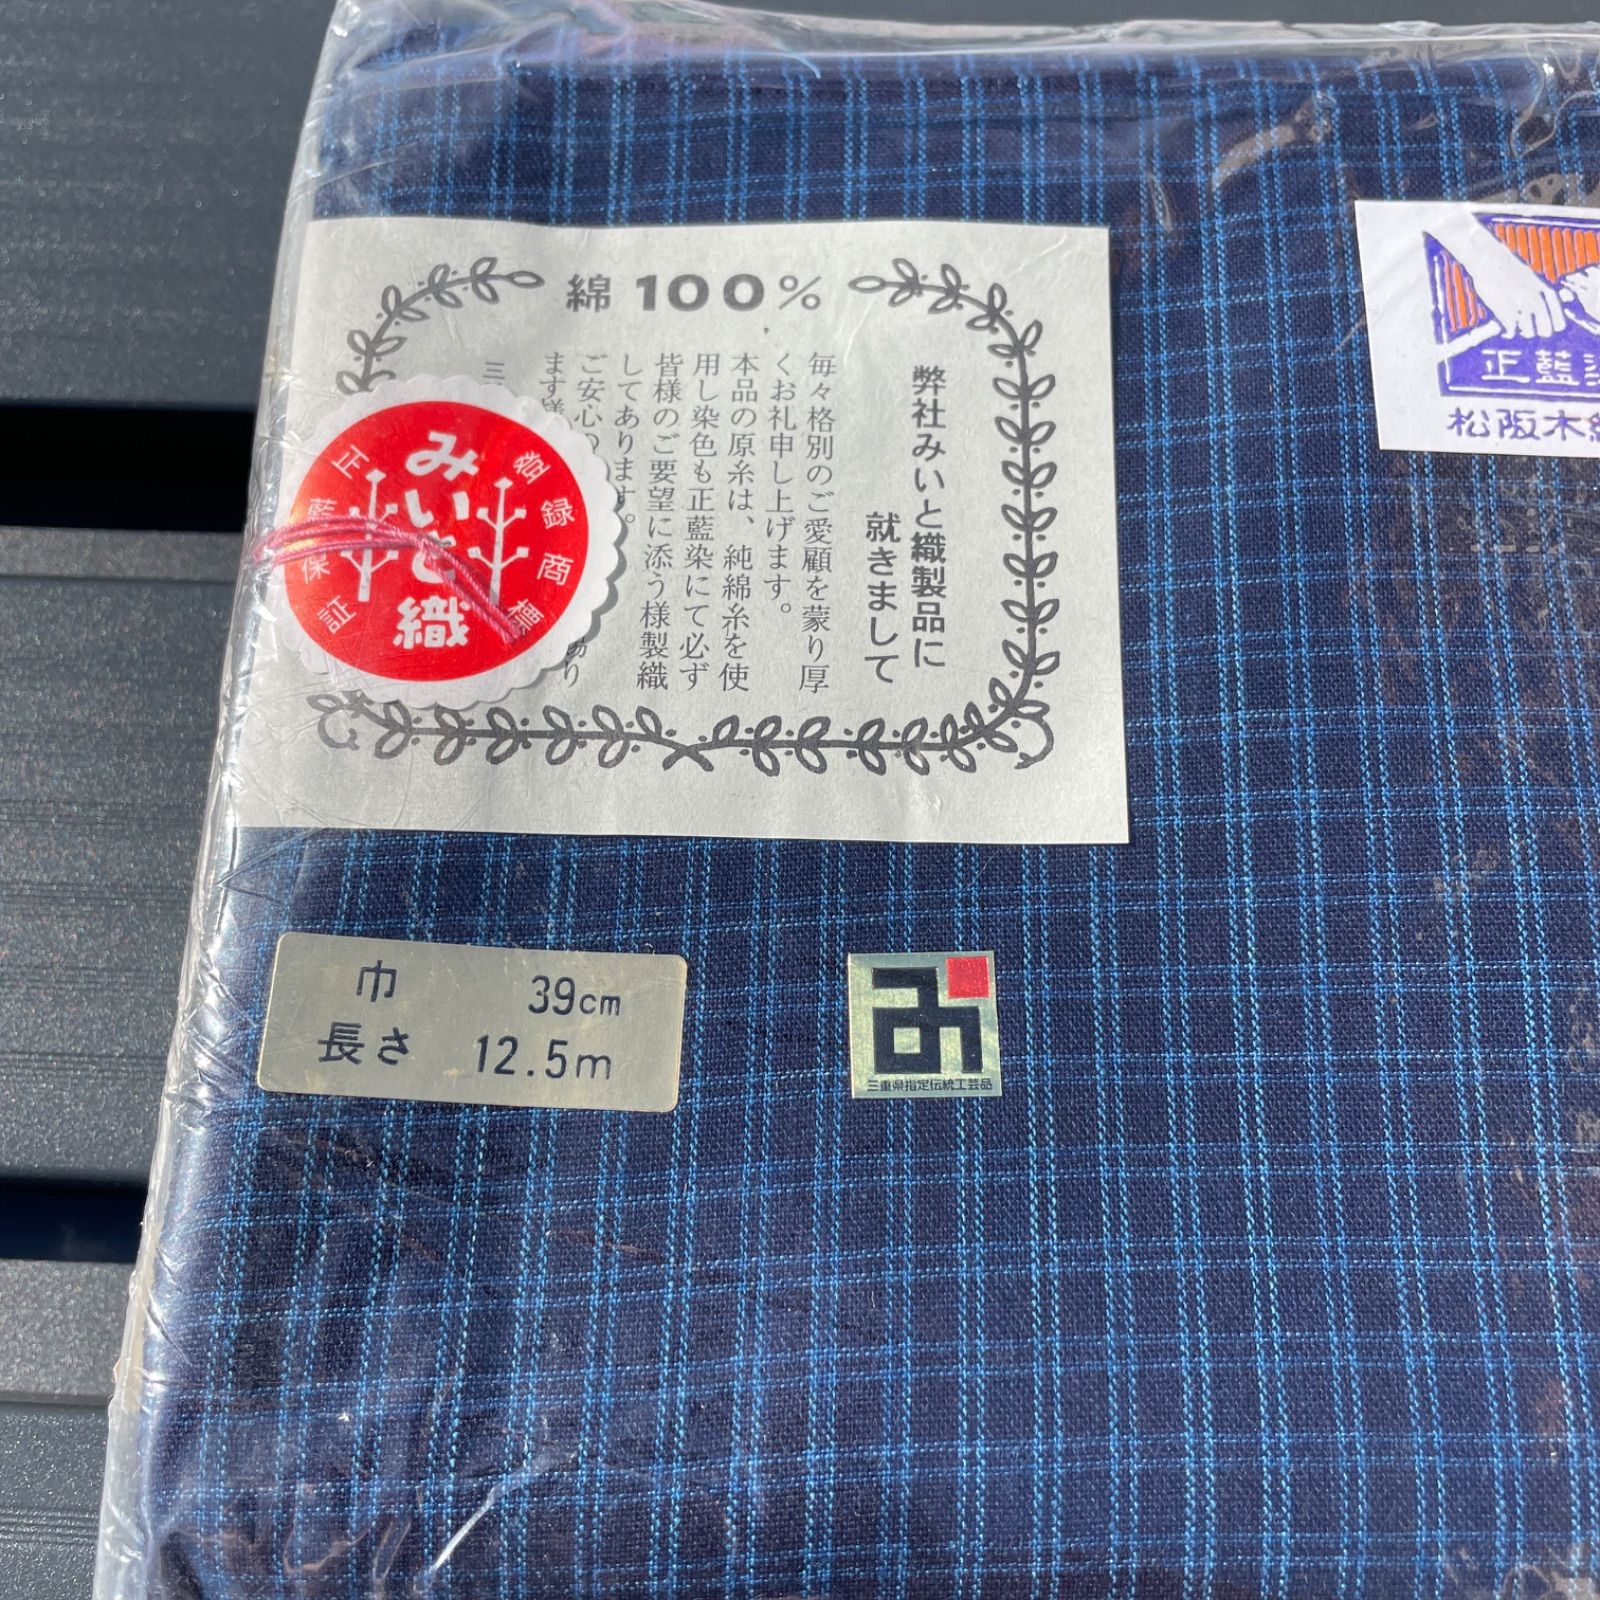 綿 100%
弊社みいと織製品に
就きまして
毎々格別のご愛顧を蒙り厚
くお礼申し上げます。
本品の原糸は、純綿糸を使
用し染色も正藍染にて必ず
皆様のご要望に添う様製織
してあります。
ご安心の
ます様
三
みいと織
正藍保証
登録商標
正藍
松阪木
巾 39cm
長さ 12.5m
三重県指定伝統工芸品